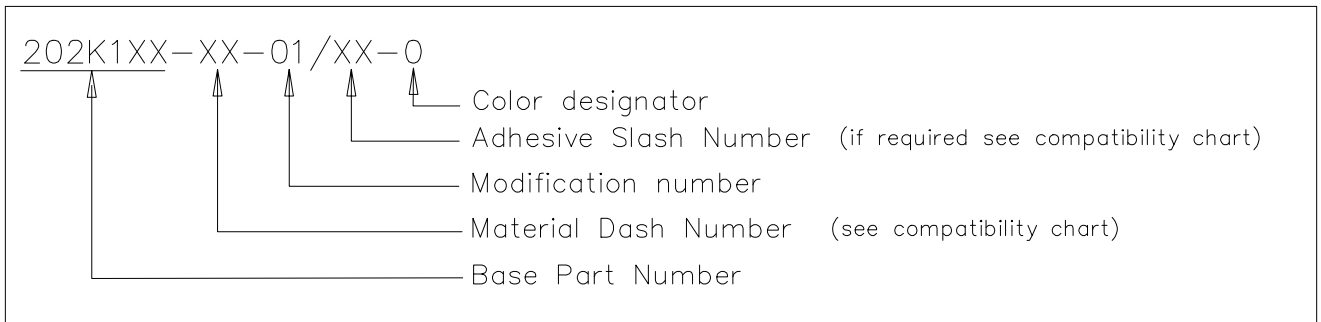 202K1XX-XX-01/XX-0
Color designator
Adhesive Slash Number (if required see compatibility chart)
Modification number
Material Dash Number (see compatibility chart)
Base Part Number